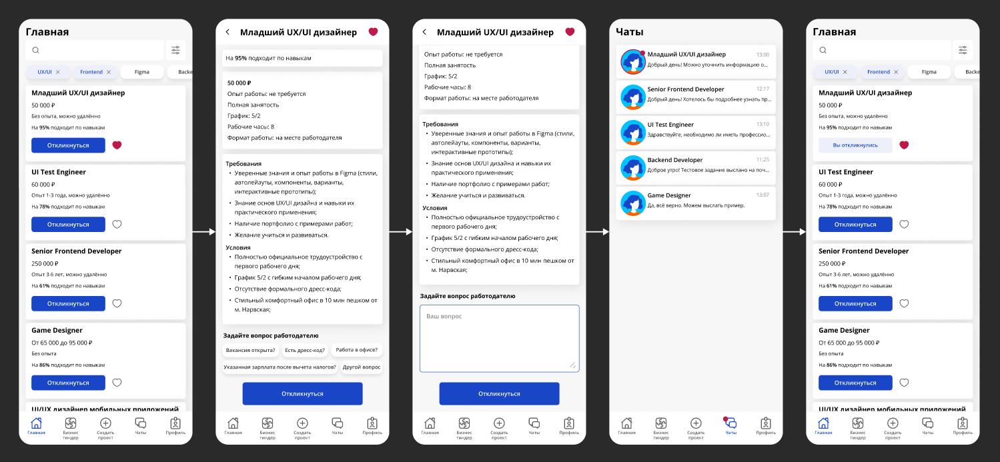 Главная
UX/UI
Frontend
Figma
Backe
Младший UX/UI дизайнер
50 000 ₽
Без опыта, можно удалённо
На 95% подходит по навыкам
Откликнуться
UI Test Engineer
60 000 ₽
Опыт 1-3 года, можно удалённо
На 78% подходит по навыкам
Откликнуться
Senior Frontend Developer
250 000 ₽
Опыт 3-6 лет, можно удалённо
На 61% подходит по навыкам
Откликнуться
Game Designer
От 65 000 до 95 000 ₽
Без опыта
На 86% подходит по навыкам
Откликнуться
UI/UX дизайнер мобильных приложений
Главная
Бизнес
тиндер
Создать
проект
Чаты
Профиль
Младший UX/UI дизайнер
На 95% подходит по навыкам
50 000 ₽
Опыт работы: не требуется
Полная занятость
График: 5/2
Рабочие часы: 8
Формат работы: на месте работодателя
Требования
• Уверенные знания и опыт работы в Figma (стили,
автолейауты, компоненты, варианты,
интерактивные прототипы);
• Знание основ UX/UI дизайна и навыки их
практического применения;
• Наличие портфолио с примерами работ;
• Желание учиться и развиваться.
Условия
• Полностью официальное трудоустройство с
первого рабочего дня;
• График 5/2 с гибким началом рабочего дня;
• Отсутствие формального дресс-кода;
• Стильный комфортный офис в 10 мин пешком от
м. Нарвская;
Задайте вопрос работодателю
Вакансия открыта?
Есть дресс-код?
Работа в офисе?
Указанная зарплата после вычета налогов?
Другой вопрос
Откликнуться
Главная
Бизнес
тиндер
Создать
проект
Чаты
Профиль
Младший UX/UI дизайнер
Опыт работы: не требуется
Полная занятость
График: 5/2
Рабочие часы: 8
Формат работы: на месте работодателя
Требования
• Уверенные знания и опыт работы в Figma (стили,
автолейауты, компоненты, варианты,
интерактивные прототипы);
• Знание основ UX/UI дизайна и навыки их
практического применения;
• Наличие портфолио с примерами работ;
• Желание учиться и развиваться.
Условия
• Полностью официальное трудоустройство с
первого рабочего дня;
• График 5/2 с гибким началом рабочего дня;
• Отсутствие формального дресс-кода;
• Стильный комфортный офис в 10 мин пешком от
м. Нарвская;
Задайте вопрос работодателю
Ваш вопрос
Откликнуться
Главная
Бизнес
тиндер
Создать
проект
Чаты
Профиль
Чаты
Младший UX/UI дизайнер 13:00
Добрый день! Можно уточнить информацию о...
Senior Frontend Developer 12:17
Добрый день! Хотелось бы подробнее узнать пр...
UI Test Engineer 13:10
Здравствуйте, необходимо ли иметь профессио...
Backend Developer 11:25
Доброе утро! Тестовое задание выслано на поч...
Game Designer 13:07
Да, всё верно. Можем выслать пример.
Главная
Бизнес
тиндер
Создать
проект
Чаты
Профиль
Главная
UX/UI
Frontend
Figma
Backe
Младший UX/UI дизайнер
50 000 ₽
Без опыта, можно удалённо
На 95% подходит по навыкам
Вы откликнулись
UI Test Engineer
60 000 ₽
Опыт 1-3 года, можно удалённо
На 78% подходит по навыкам
Откликнуться
Senior Frontend Developer
250 000 ₽
Опыт 3-6 лет, можно удалённо
На 61% подходит по навыкам
Откликнуться
Game Designer
От 65 000 до 95 000 ₽
Без опыта
На 86% подходит по навыкам
Откликнуться
UI/UX дизайнер мобильных приложений
Главная
Бизнес
тиндер
Создать
проект
Чаты
Профиль